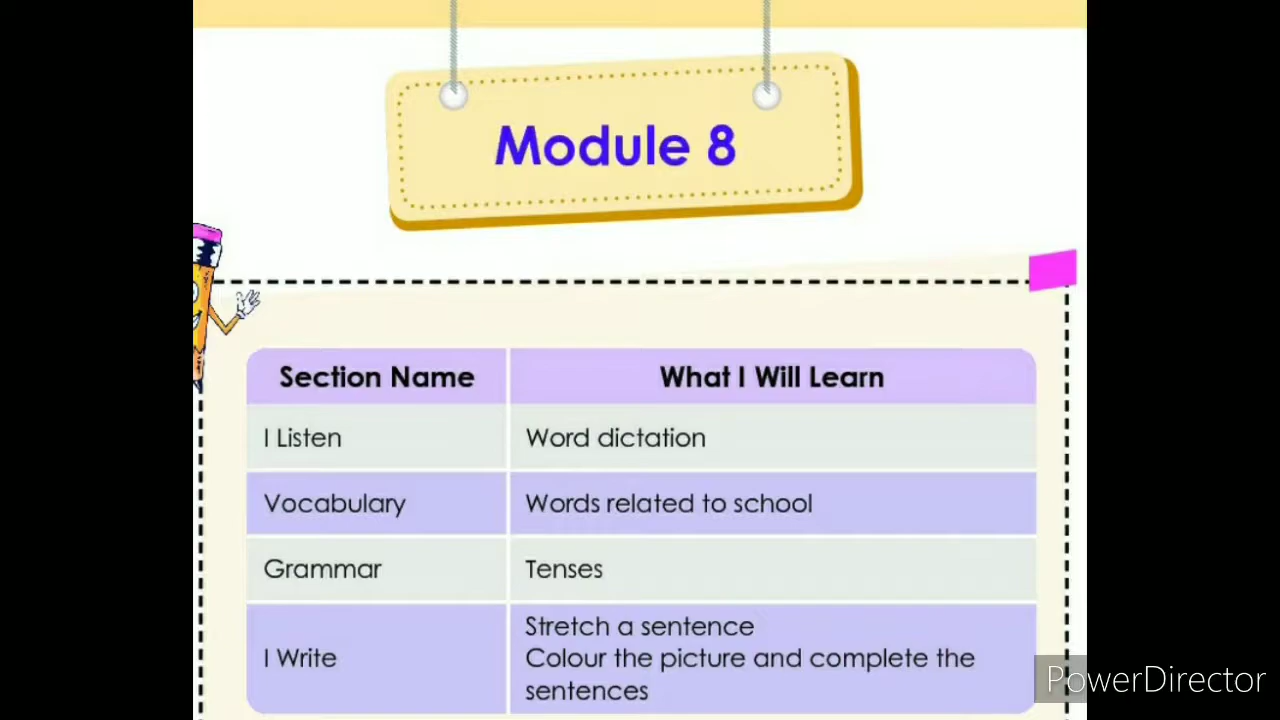 Module 8
Section Name
What I Will Learn
I Listen
Word dictation
Vocabulary
Words related to school
Grammar
Tenses
I Write
Stretch a sentence
Colour the picture and complete the
sentences
PowerDirector